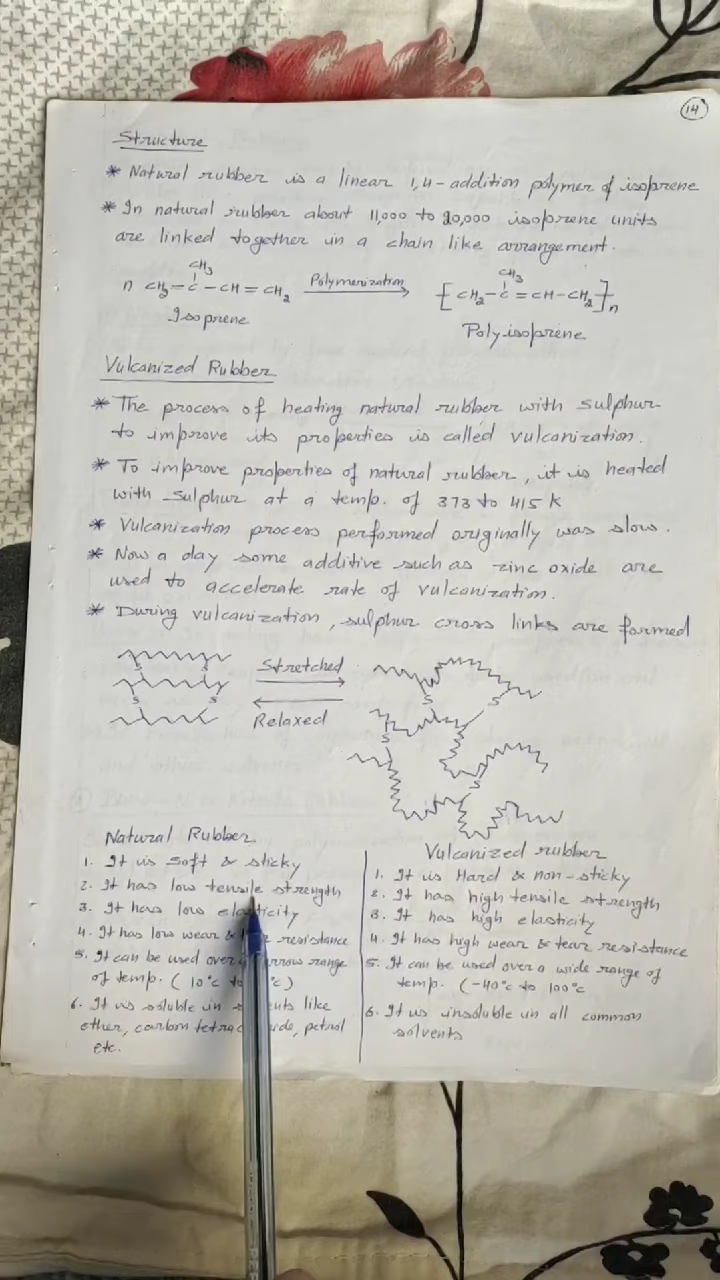 14
Structure
* Natural rubber is a linear 1,4-addition polymer of isoprene
* In natural rubber about 11,000 to 20,000 isoprene units
are linked together in a chain like arrangement.
CH3 CH3
n CH2=C-CH=CH2 Polymerization [CH2-C=CH-CH2]n
Isoprene Polyisoprene
Vulcanized Rubber
* The process of heating natural rubber with sulphur
to improve its properties is called vulcanization.
* To improve properties of natural rubber, it is heated
with sulphur at a temp. of 373 to 415 k
* Vulcanization process performed originally was slow.
* Now a day some additive such as zinc oxide are
used to accelerate rate of vulcanization.
* During vulcanization, sulphur cross links are formed
S S Stretched S S
S S Relaxed S
S
Natural Rubber
1. It is soft & sticky
2. It has low tensile strength
3. It has low elasticity
4. It has low wear & resistance
5. It can be used over range
of temp. (10°c to °c)
6. It is soluble in like
other, carbon , petrol
etc.
Vulcanized rubber
1. It is Hard & non-sticky
2. It has high tensile strength
3. It has high elasticity
4. It has high wear & tear resistance
5. It can be used over a wide range of
temp. (-40°c to 100°c
6. It is insoluble in all common
solvents